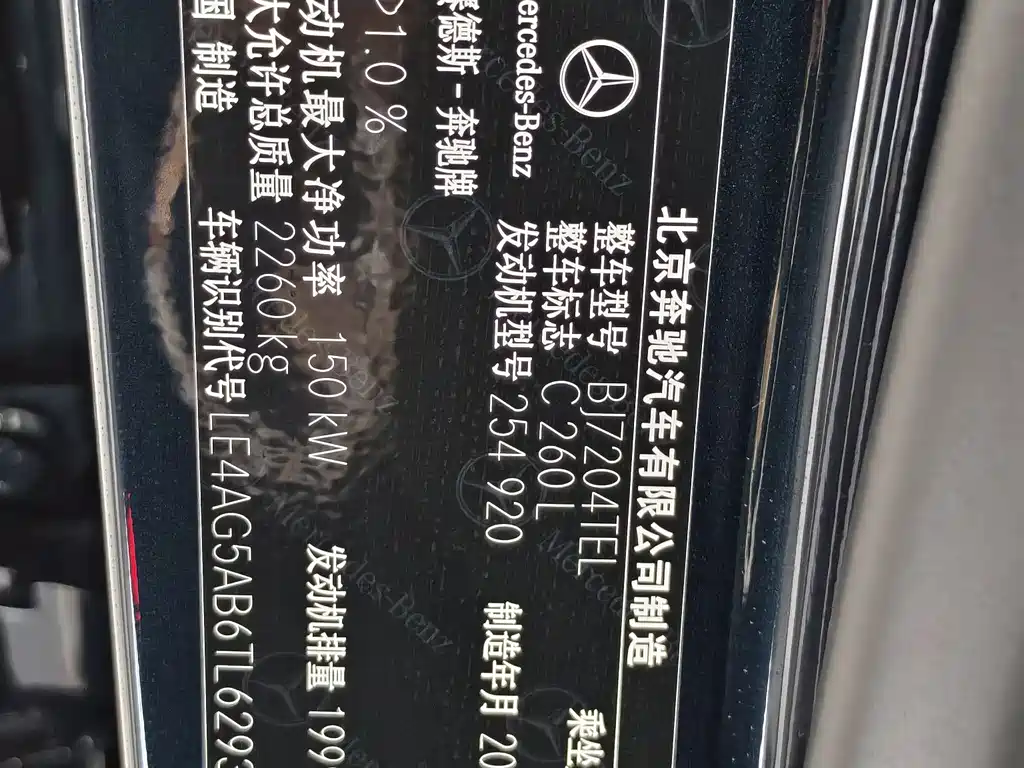 北京奔驰汽车有限公司制造
整车型号 BJ7204TEL
整车标志 C 260 L
乘坐
Mercedes-Benz
发动机型号 254 920 制造年月 20
德斯-奔驰牌
>1.0 %
动机最大净功率 150 kW 发动机排量 199
大允许总质量 2260 kg
国 制造 车辆识别代号 LE4AG5AB6TL6293